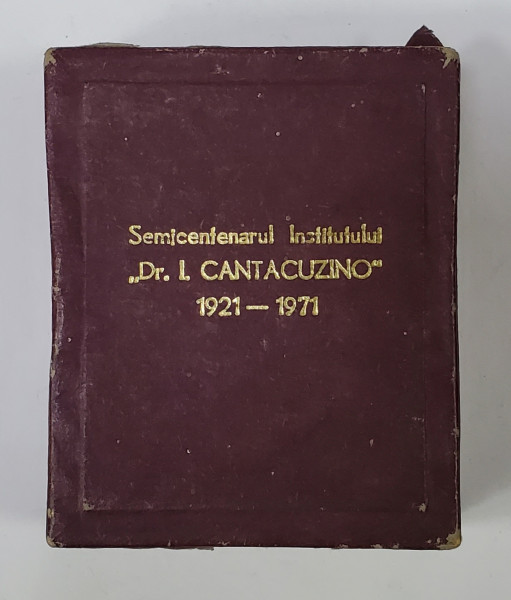 Semicentenarul Institutului
„Dr. I. CANTACUZINO“
1921 — 1971